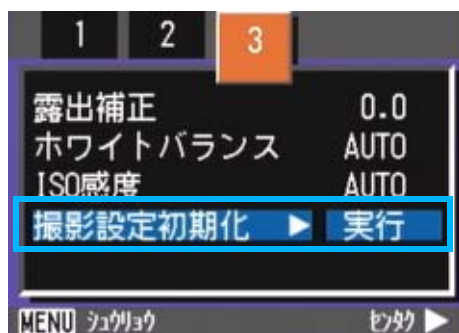 1 2 3
露出補正 0.0
ホワイトバランス AUTO
ISO感度 AUTO
撮影設定初期化 ▶ 実行
MENU ｼｭｳﾘｮｳ ｾﾝﾀｸ ▶